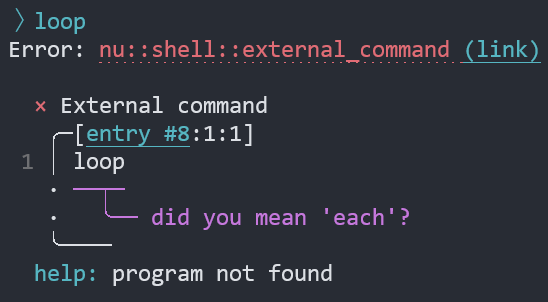 〉loop
Error: nu::shell::external_command (link)
× External command
[entry #8:1:1]
1 loop
did you mean 'each'?
help: program not found